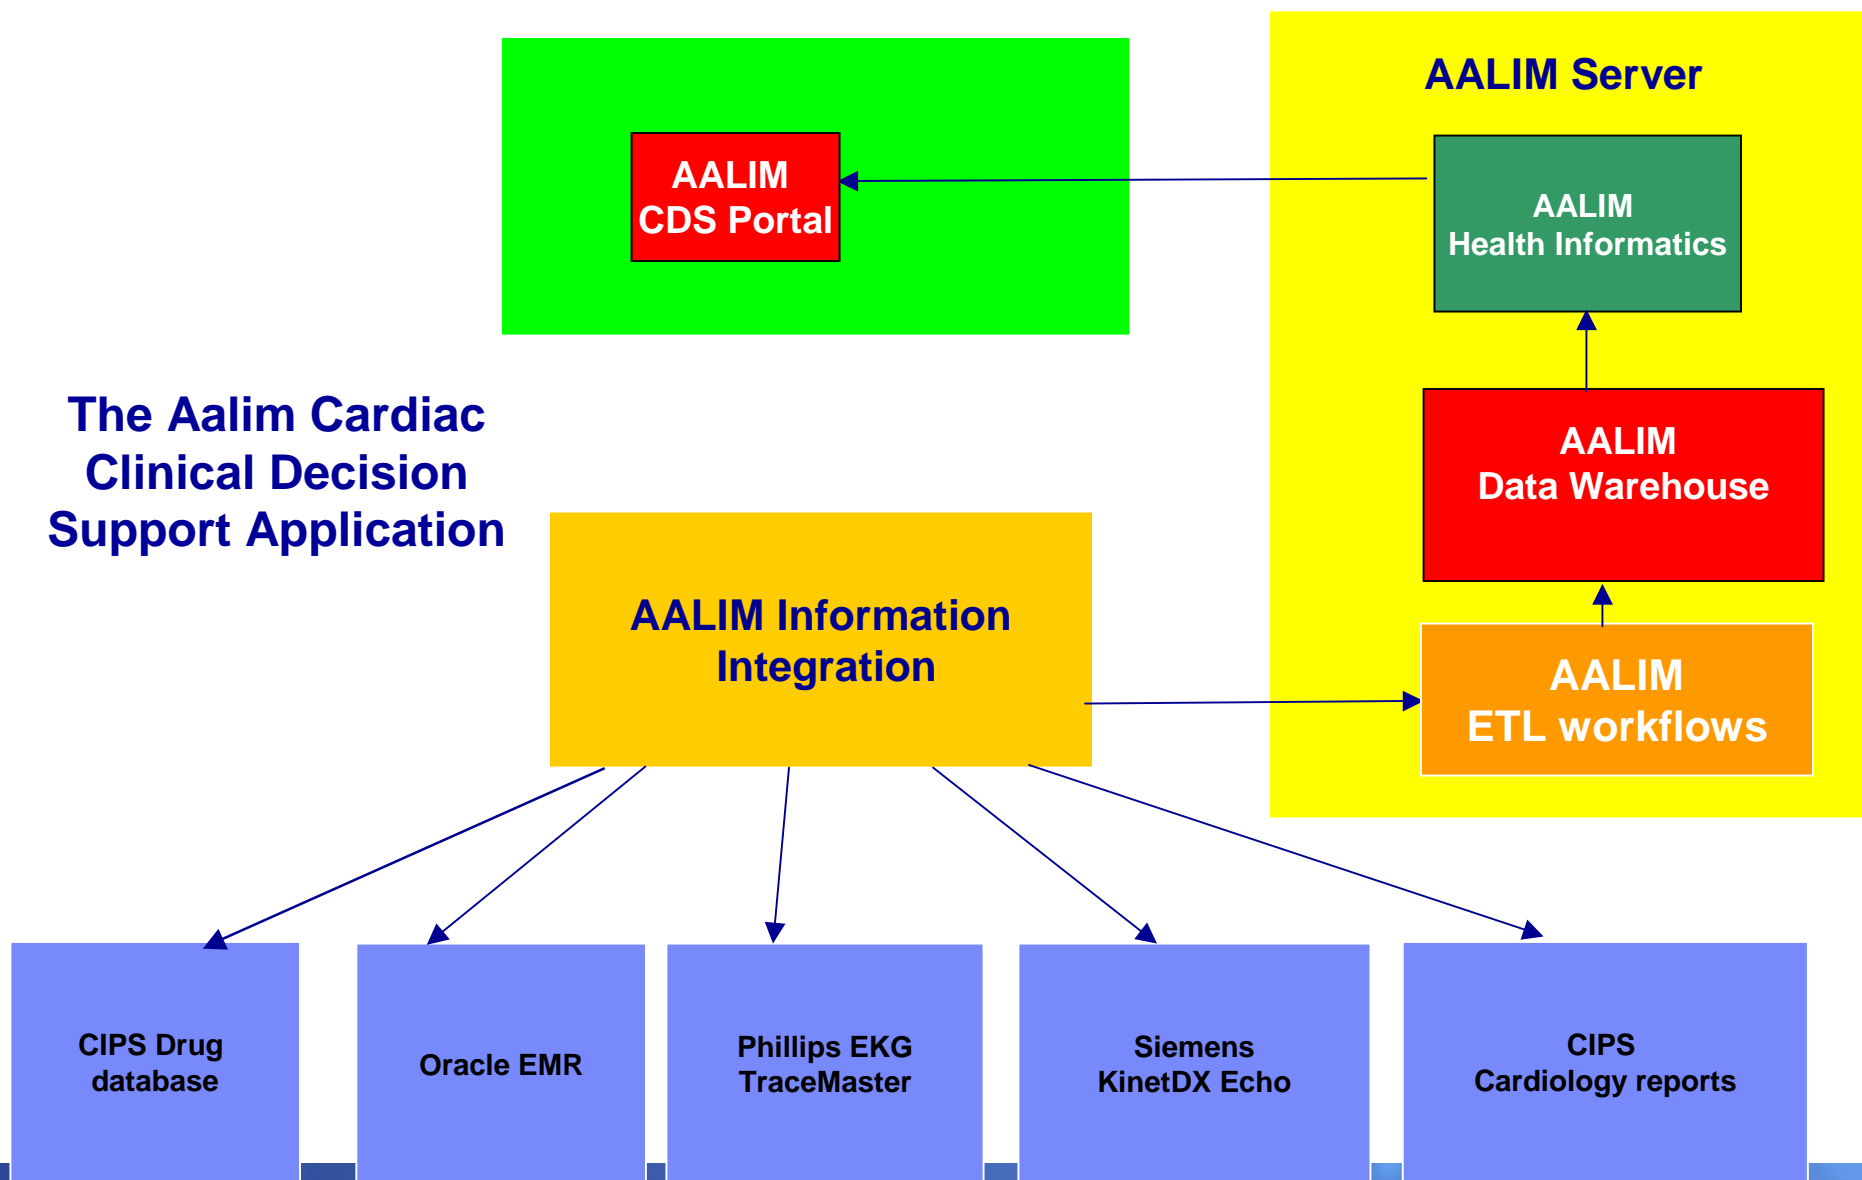 AALIM Server
AALIM
CDS Portal
AALIM
Health Informatics
The Aalim Cardiac
Clinical Decision
Support Application
AALIM
Data Warehouse
AALIM Information
Integration
AALIM
ETL workflows
CIPS Drug
database
Oracle EMR
Phillips EKG
TraceMaster
Siemens
KinetDX Echo
CIPS
Cardiology reports